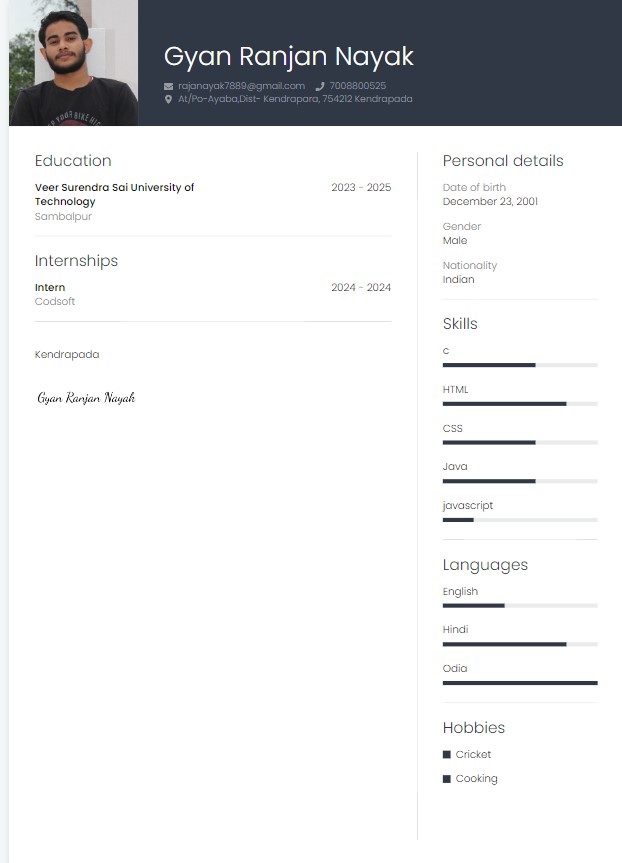 Gyan Ranjan Nayak
rajanayak7889@gmail.com 7008800525
At/Po-Ayaba,Dist- Kendrapara, 754212 Kendrapada
Education
Veer Surendra Sai University of 2023 - 2025
Technology
Sambalpur
Internships
Intern 2024 - 2024
Codsoft
Kendrapada
Gyan Ranjan Nayak
Personal details
Date of birth
December 23, 2001
Gender
Male
Nationality
Indian
Skills
c
HTML
CSS
Java
javascript
Languages
English
Hindi
Odia
Hobbies
Cricket
Cooking